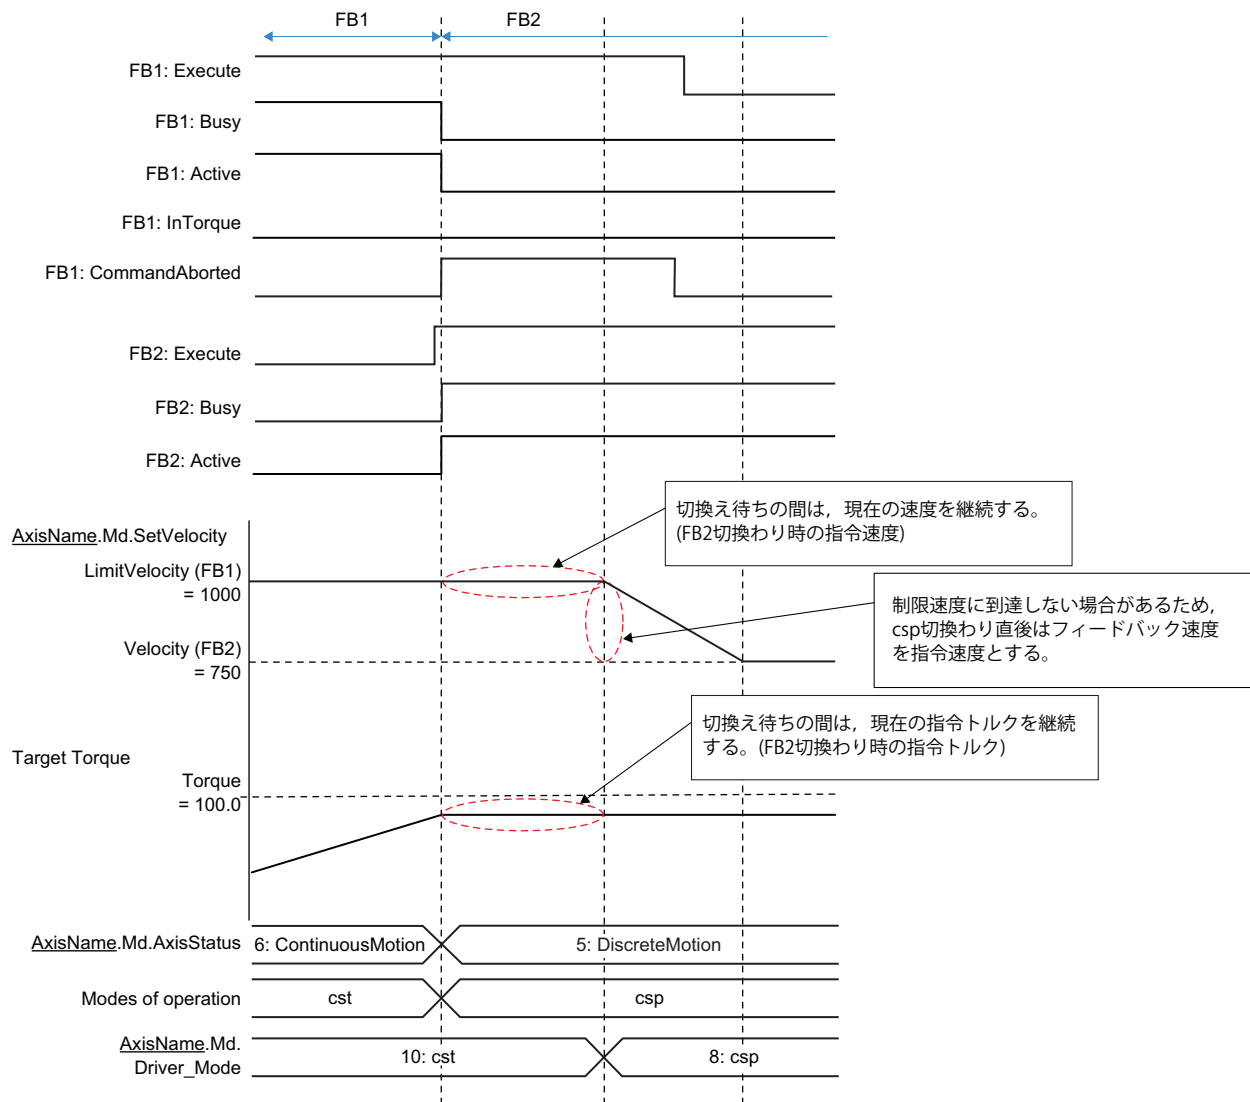 FB1 FB2
FB1: Execute
FB1: Busy
FB1: Active
FB1: InTorque
FB1: CommandAborted
FB2: Execute
FB2: Busy
FB2: Active
切換え待ちの間は，現在の速度を継続する。
(FB2切換わり時の指令速度)
AxisName.Md.SetVelocity
LimitVelocity (FB1)
= 1000
制限速度に到達しない場合があるため，
csp切換わり直後はフィードバック速度
を指令速度とする。
Velocity (FB2)
= 750
切換え待ちの間は，現在の指令トルクを継続
する。(FB2切換わり時の指令トルク)
Target Torque
Torque
= 100.0
AxisName.Md.AxisStatus 6: ContinuousMotion 5: DiscreteMotion
Modes of operation cst csp
AxisName.Md.
Driver_Mode 10: cst 8: csp